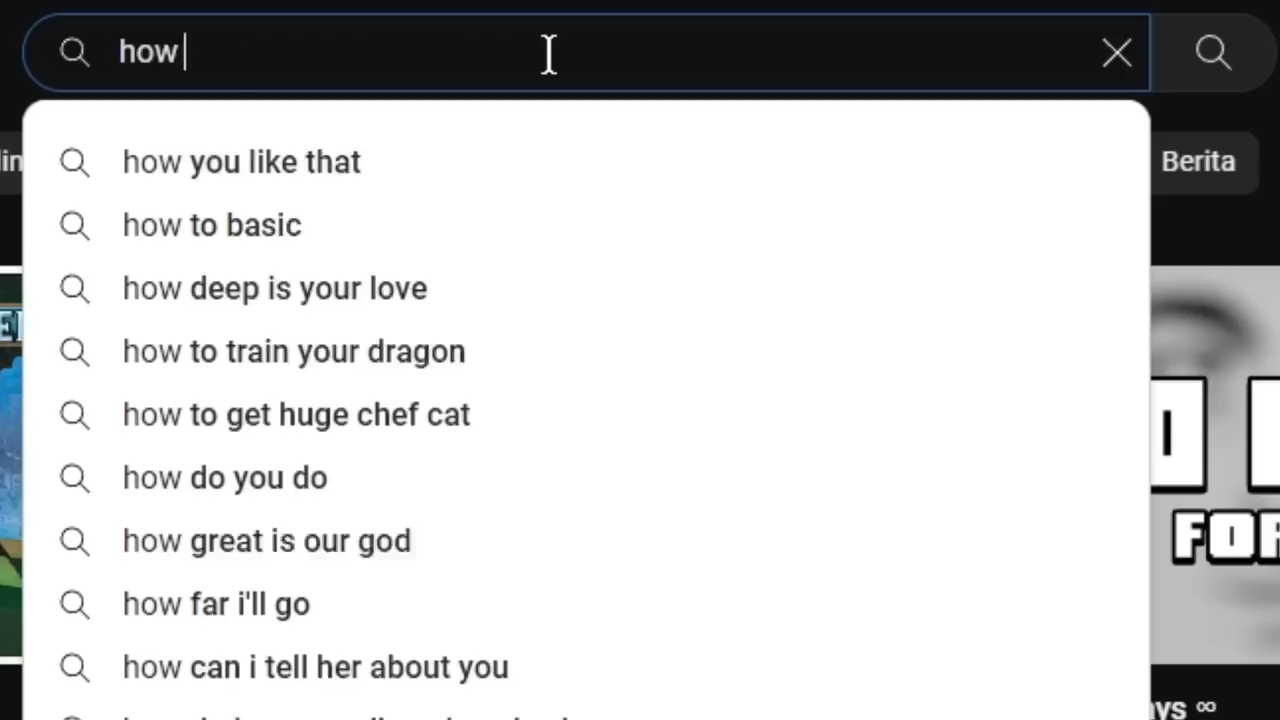 how
Berita
how you like that
how to basic
how deep is your love
how to train your dragon
how to get huge chef cat
how do you do
how great is our god
how far i'll go
how can i tell her about you